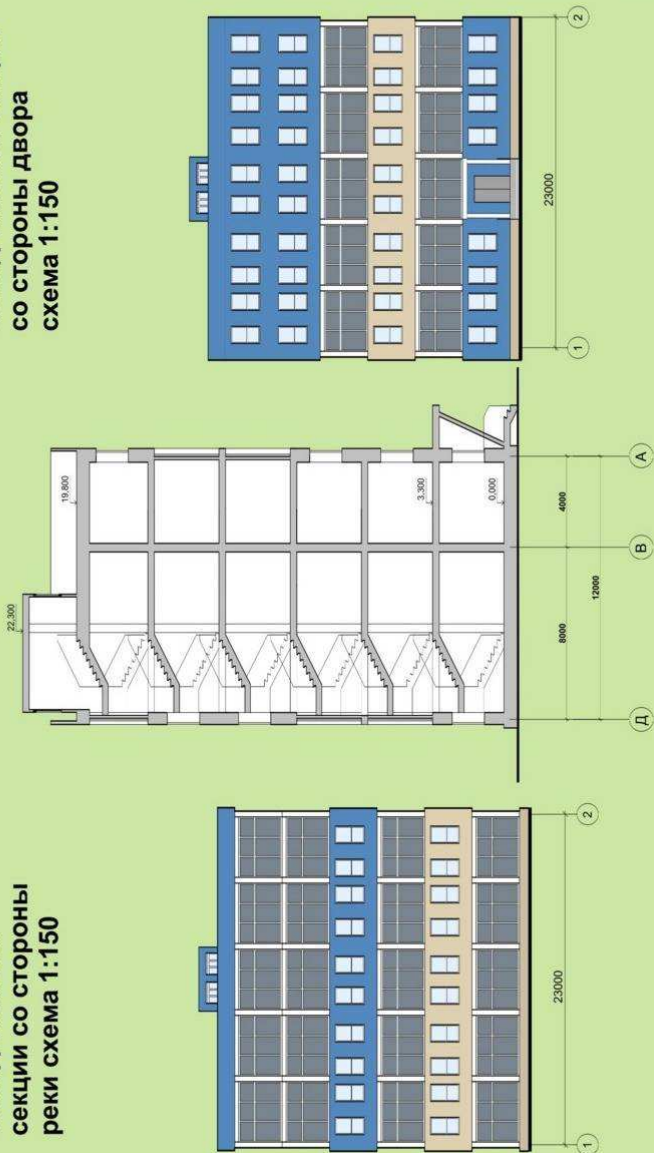 секции со стороны
реки схема 1:150
23000
1
2
22,300
19,800
3,300
0,000
8000
4000
12000
Д
В
А
со стороны двора
схема 1:150
23000
1
2